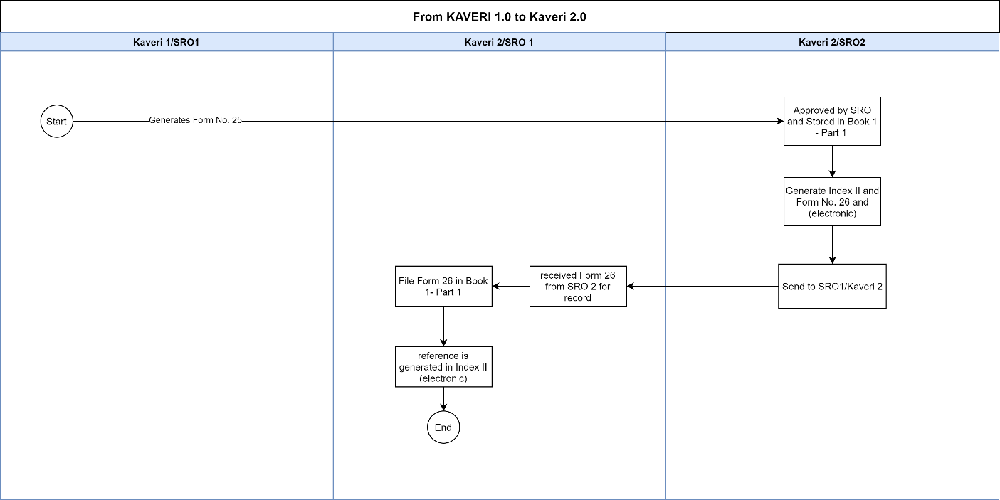 From KAVERI 1.0 to Kaveri 2.0
Kaveri 1/SRO1
Kaveri 2/SRO 1
Kaveri 2/SRO2
Start
Generates Form No. 25
Approved by SRO
and Stored in Book 1
- Part 1
Generate Index II and
Form No. 26 and
(electronic)
Send to SRO1/Kaveri 2
received Form 26
from SRO 2 for
record
File Form 26 in Book
1- Part 1
reference is
generated in Index II
(electronic)
End